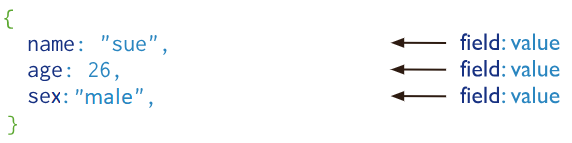 {
name: "sue", field: value
age: 26, field: value
sex:"male", field: value
}